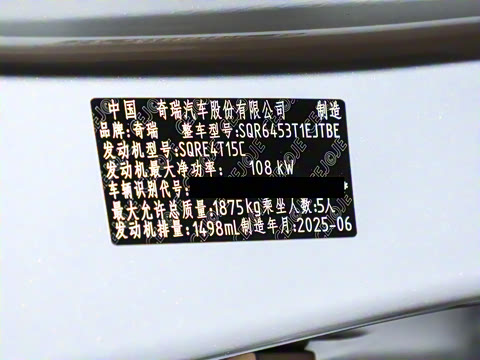 中国 奇瑞汽车股份有限公司 制造
品牌:奇瑞 整车型号:SQR6453T1EJTBE
发动机型号:SQRE4T15L
发动机最大净功率: 108 kW
车辆识别代号: *
最大允许总质量:1875kg乘坐人数:5人
发动机排量:1498mL制造年月:2025-06